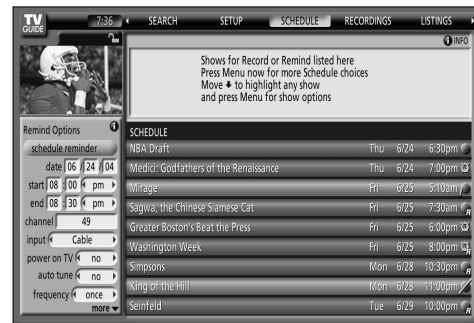 TV
GUIDE
7:36
SEARCH SETUP SCHEDULE RECORDINGS LISTINGS
INFO
Shows for Record or Remind listed here
Press Menu now for more Schedule choices
Move to highlight any show
and press Menu for show options
Remind Options
schedule reminder
date 06 / 24 / 04
start 08 : 00 pm
end 08 : 30 pm
channel 49
input Cable
power on TV no
auto tune no
frequency once
more
SCHEDULE
NBA Draft Thu 6/24 6:30pm
Medici: Godfathers of the Renaissance Thu 6/24 7:00pm
Mirage Fri 6/25 5:10am
Sagwa, the Chinese Siamese Cat Fri 6/25 7:30am R
Greater Boston's Beat the Press Fri 6/25 6:00pm
Washington Week Fri 6/25 8:00pm R
Simpsons Mon 6/28 10:30pm R
King of the Hill Mon 6/28 11:00pm
Seinfeld Tue 6/29 10:00pm R